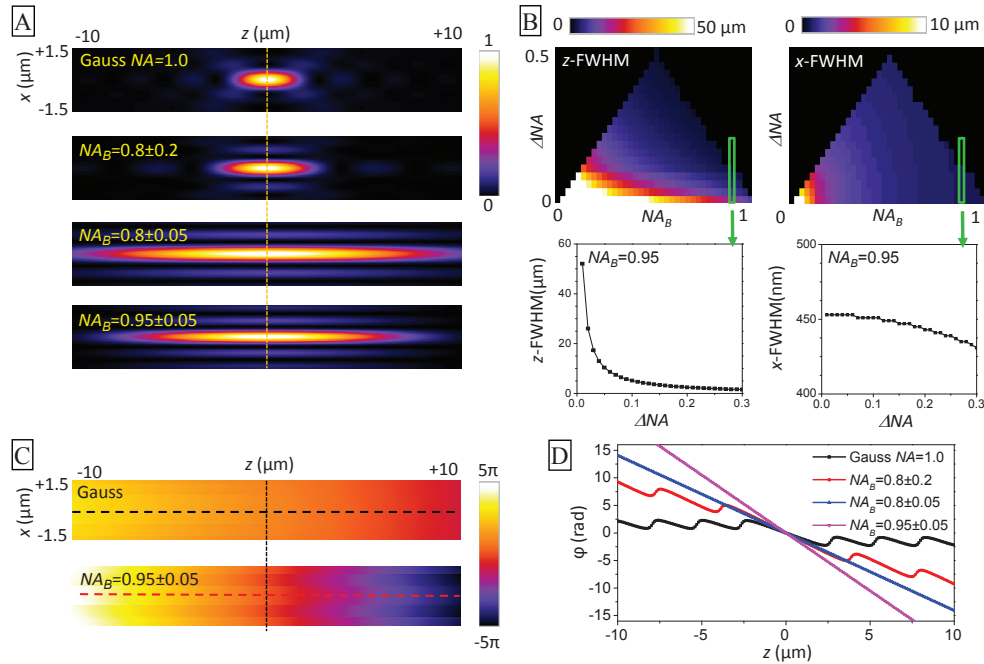 A
z (µm)
-10
+10
x (µm)
+1.5
-1.5
Gauss NA=1.0
NA_B=0.8±0.2
NA_B=0.8±0.05
NA_B=0.95±0.05
1
0
B
0
50 µm
0
10 µm
0.5
z-FWHM
x-FWHM
ΔNA
ΔNA
0
0
NA_B
1
0
NA_B
1
60
50
40
30
20
10
0
z-FWHM(µm)
NA_B=0.95
0.0
0.1
0.2
0.3
ΔNA
500
450
400
x-FWHM(nm)
NA_B=0.95
0.0
0.1
0.2
0.3
ΔNA
C
z (µm)
-10
+10
x (µm)
+1.5
-1.5
Gauss
NA_B=0.95±0.05
5π
-5π
D
φ (rad)
15
10
5
0
-5
-10
-15
Gauss NA=1.0
NA_B=0.8±0.2
NA_B=0.8±0.05
NA_B=0.95±0.05
-10
-5
0
5
10
z (µm)